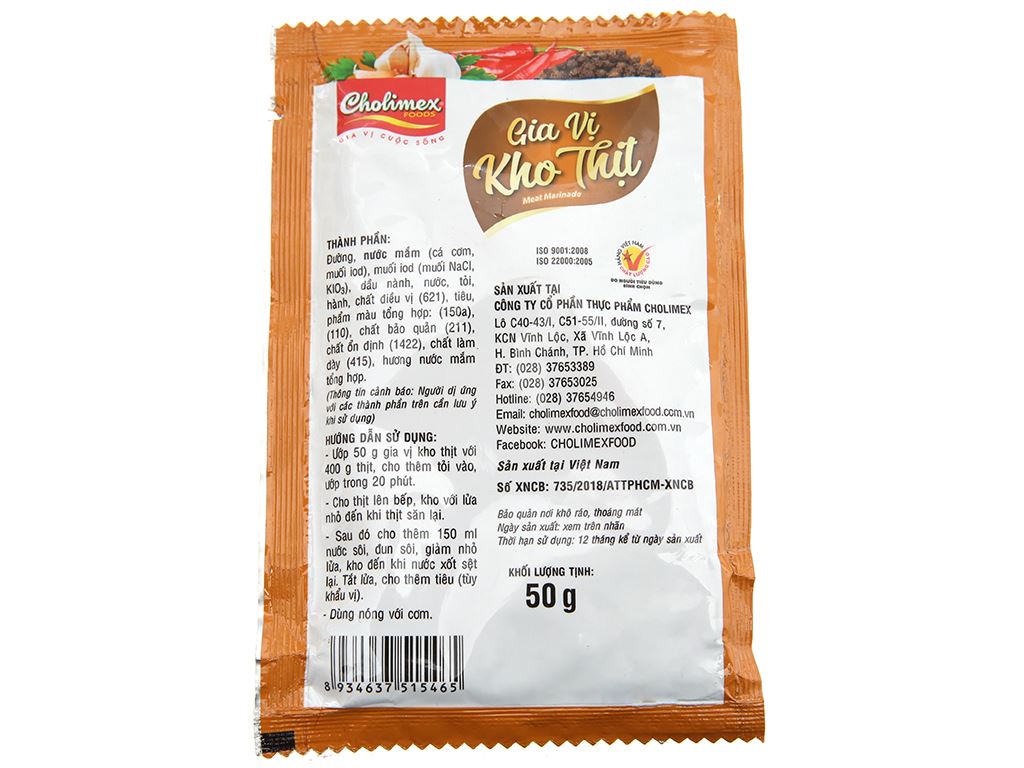 Cholimex
FOODS
GIA VỊ CUỘC SỐNG
Gia Vị
Kho Thịt
Meat Marinade
THÀNH PHẦN:
Đường, nước mắm (cá cơm,
muối iod), muối iod (muối NaCl,
KIO₃), dầu nành, nước, tỏi,
hành, chất điều vị (621), tiêu,
phẩm màu tổng hợp: (150a),
(110), chất bảo quản (211),
chất ổn định (1422), chất làm
dày (415), hương nước mắm
tổng hợp.
(Thông tin cảnh báo: Người dị ứng
với các thành phần trên cần lưu ý
khi sử dụng)
HƯỚNG DẪN SỬ DỤNG:
- Ướp 50 g gia vị kho thịt với
400 g thịt, cho thêm tỏi vào,
ướp trong 20 phút.
- Cho thịt lên bếp, kho với lửa
nhỏ đến khi thịt săn lại.
- Sau đó cho thêm 150 ml
nước sôi, đun sôi, giảm nhỏ
lửa, kho đến khi nước xốt sệt
lại. Tắt lửa, cho thêm tiêu (tùy
khẩu vị).
- Dùng nóng với cơm.
8 934637 515465
ISO 9001:2008
ISO 22000:2005
HÀNG VIỆT NAM
CHẤT LƯỢNG CAO
DO NGƯỜI TIÊU DÙNG
BÌNH CHỌN
SẢN XUẤT TẠI
CÔNG TY CỔ PHẦN THỰC PHẨM CHOLIMEX
Lô C40-43/I, C51-55/II, đường số 7,
KCN Vĩnh Lộc, Xã Vĩnh Lộc A,
H. Bình Chánh, TP. Hồ Chí Minh
ĐT: (028) 37653389
Fax: (028) 37653025
Hotline: (028) 37654946
Email: cholimexfood@cholimexfood.com.vn
Website: www.cholimexfood.com.vn
Facebook: CHOLIMEXFOOD
Sản xuất tại Việt Nam
Số XNCB: 735/2018/ATTPHCM-XNCB
Bảo quản nơi khô ráo, thoáng mát
Ngày sản xuất: xem trên nhãn
Thời hạn sử dụng: 12 tháng kể từ ngày sản xuất
KHỐI LƯỢNG TỊNH:
50 g